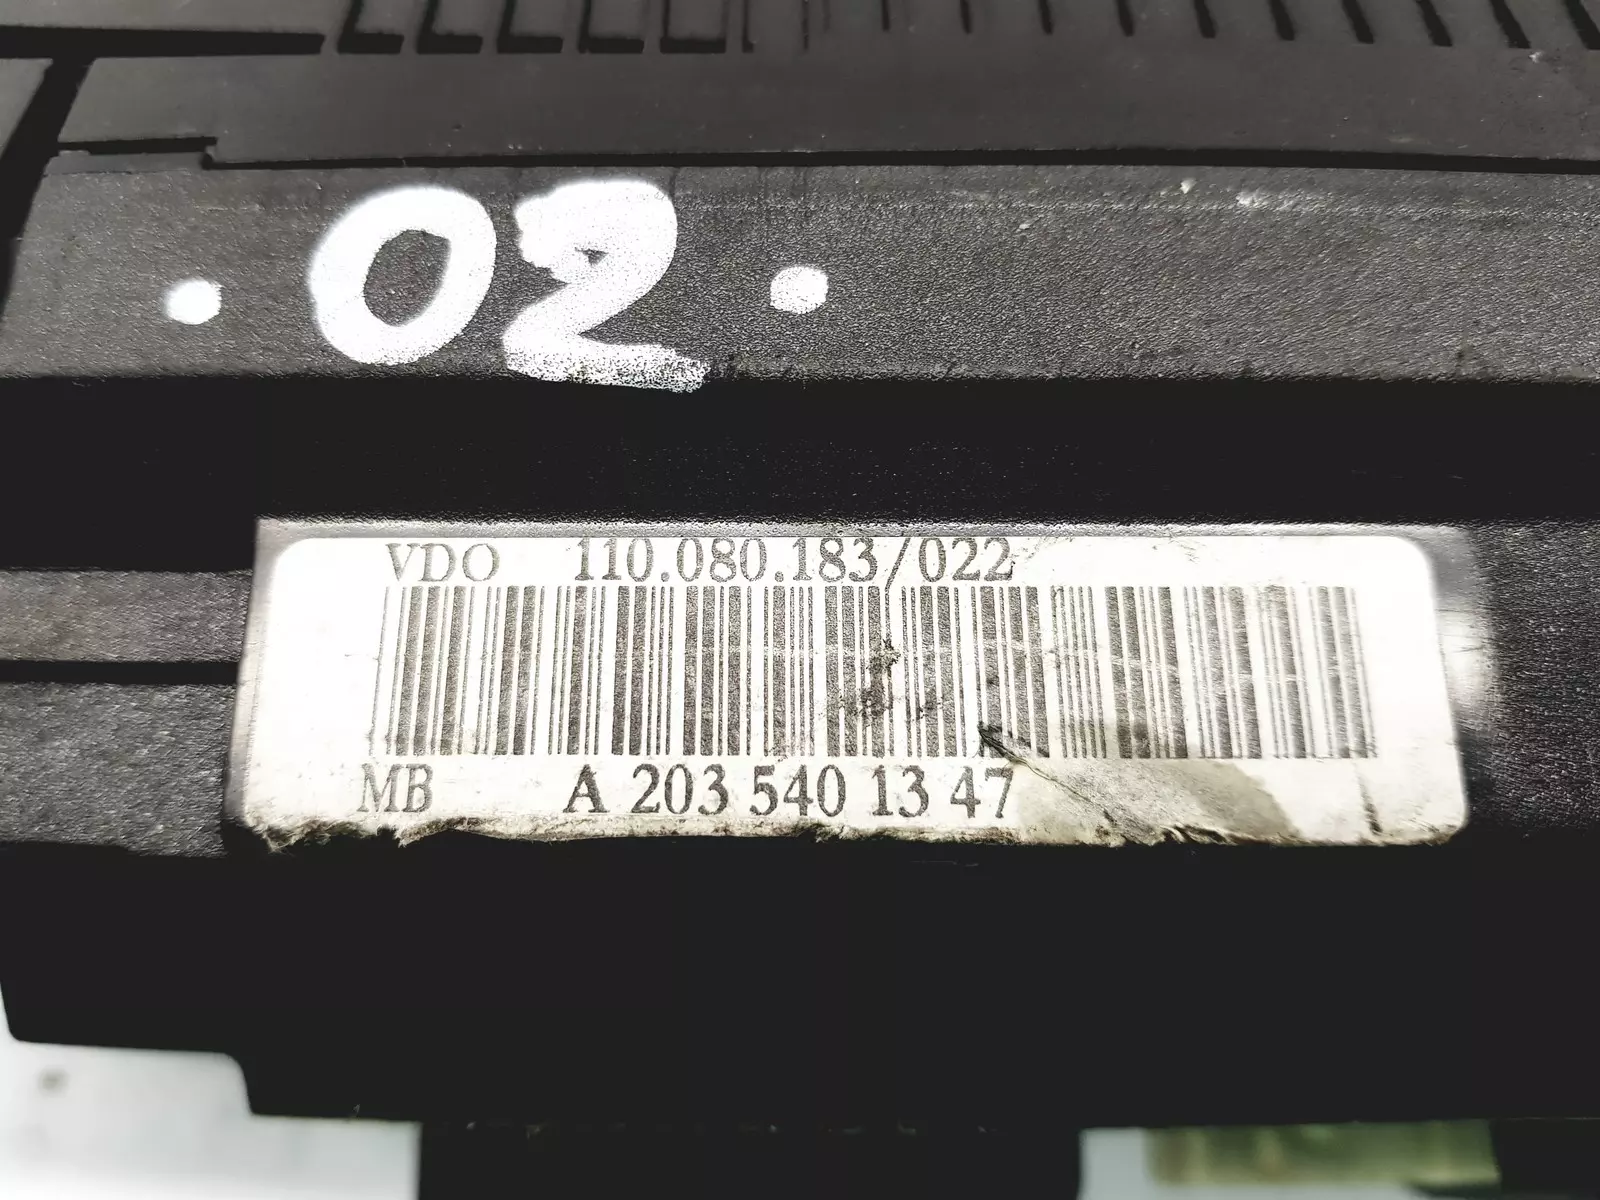 . 02 .
VDO 110.080.183/022
MB A 203 540 13 47